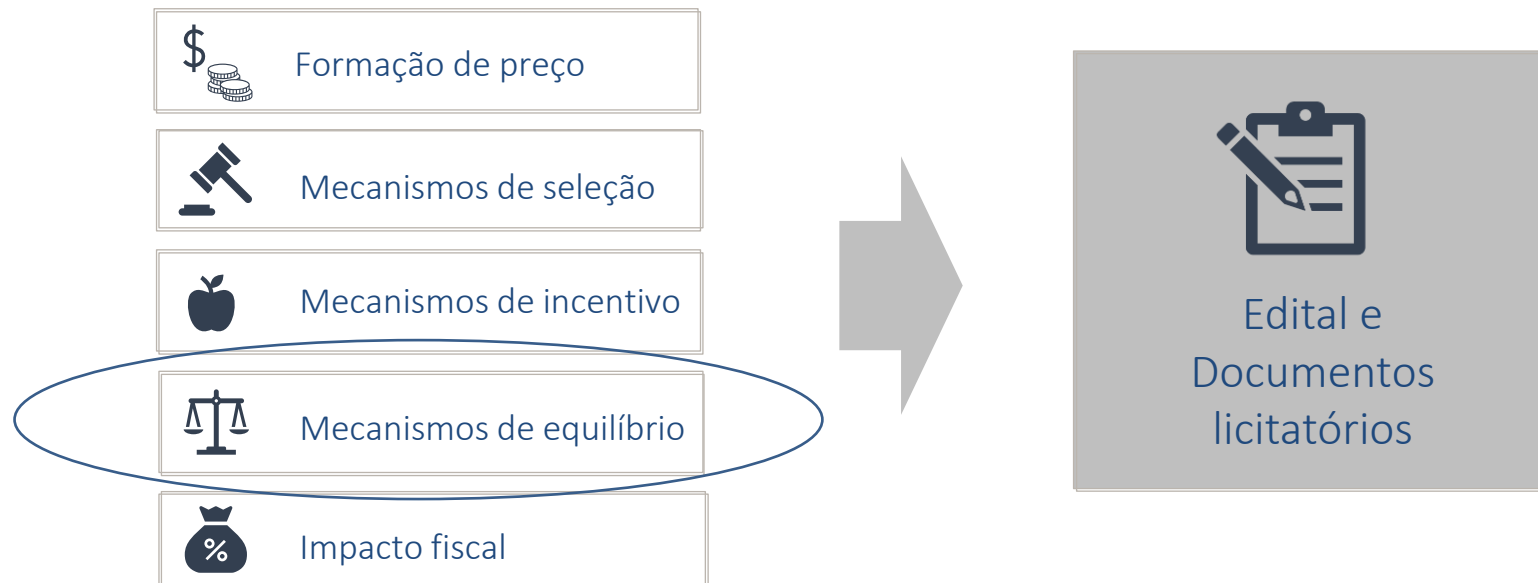 $
Formação de preço
Mecanismos de seleção
Mecanismos de incentivo
Mecanismos de equilíbrio
%
Impacto fiscal
Edital e
Documentos
licitatórios